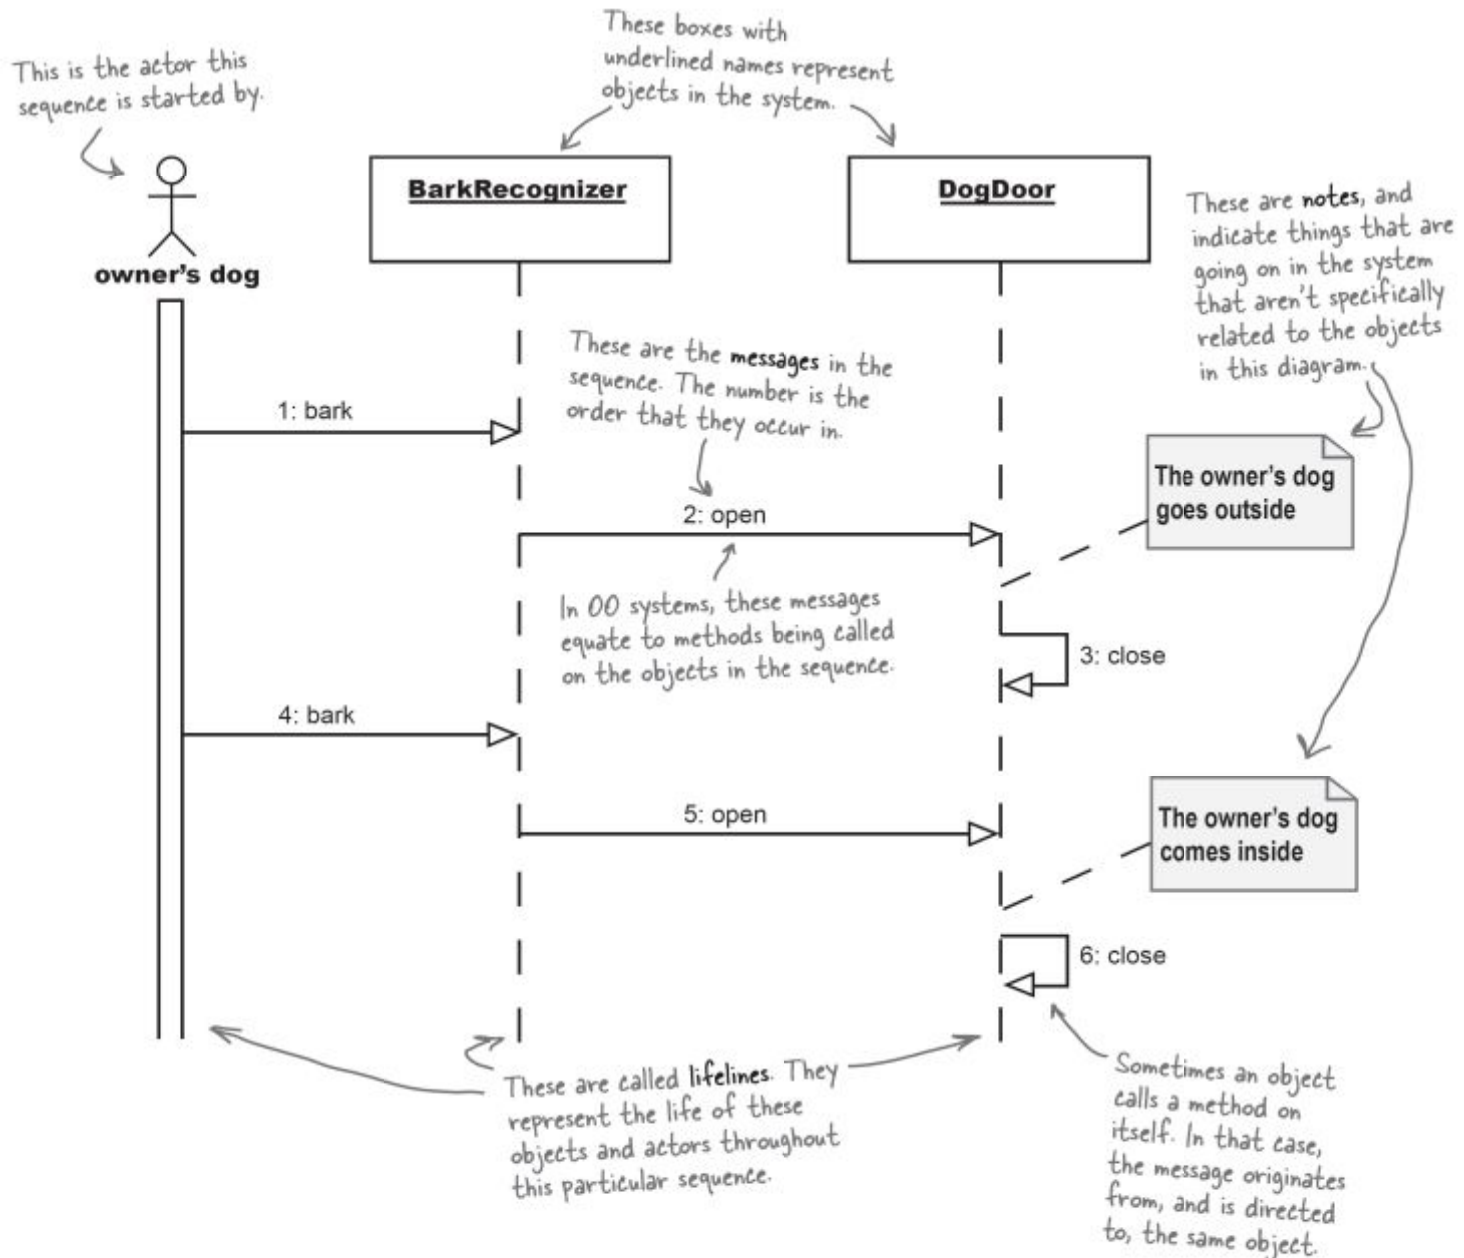 These boxes with
underlined names represent
objects in the system.
This is the actor this
sequence is started by.
BarkRecognizer
DogDoor
owner's dog
These are notes, and
indicate things that are
going on in the system
that aren't specifically
related to the objects
in this diagram.
These are the messages in the
sequence. The number is the
order that they occur in.
1: bark
The owner's dog
goes outside
2: open
In OO systems, these messages
equate to methods being called
on the objects in the sequence.
3: close
4: bark
5: open
The owner's dog
comes inside
6: close
These are called lifelines. They
represent the life of these
objects and actors throughout
this particular sequence.
Sometimes an object
calls a method on
itself. In that case,
the message originates
from, and is directed
to, the same object.